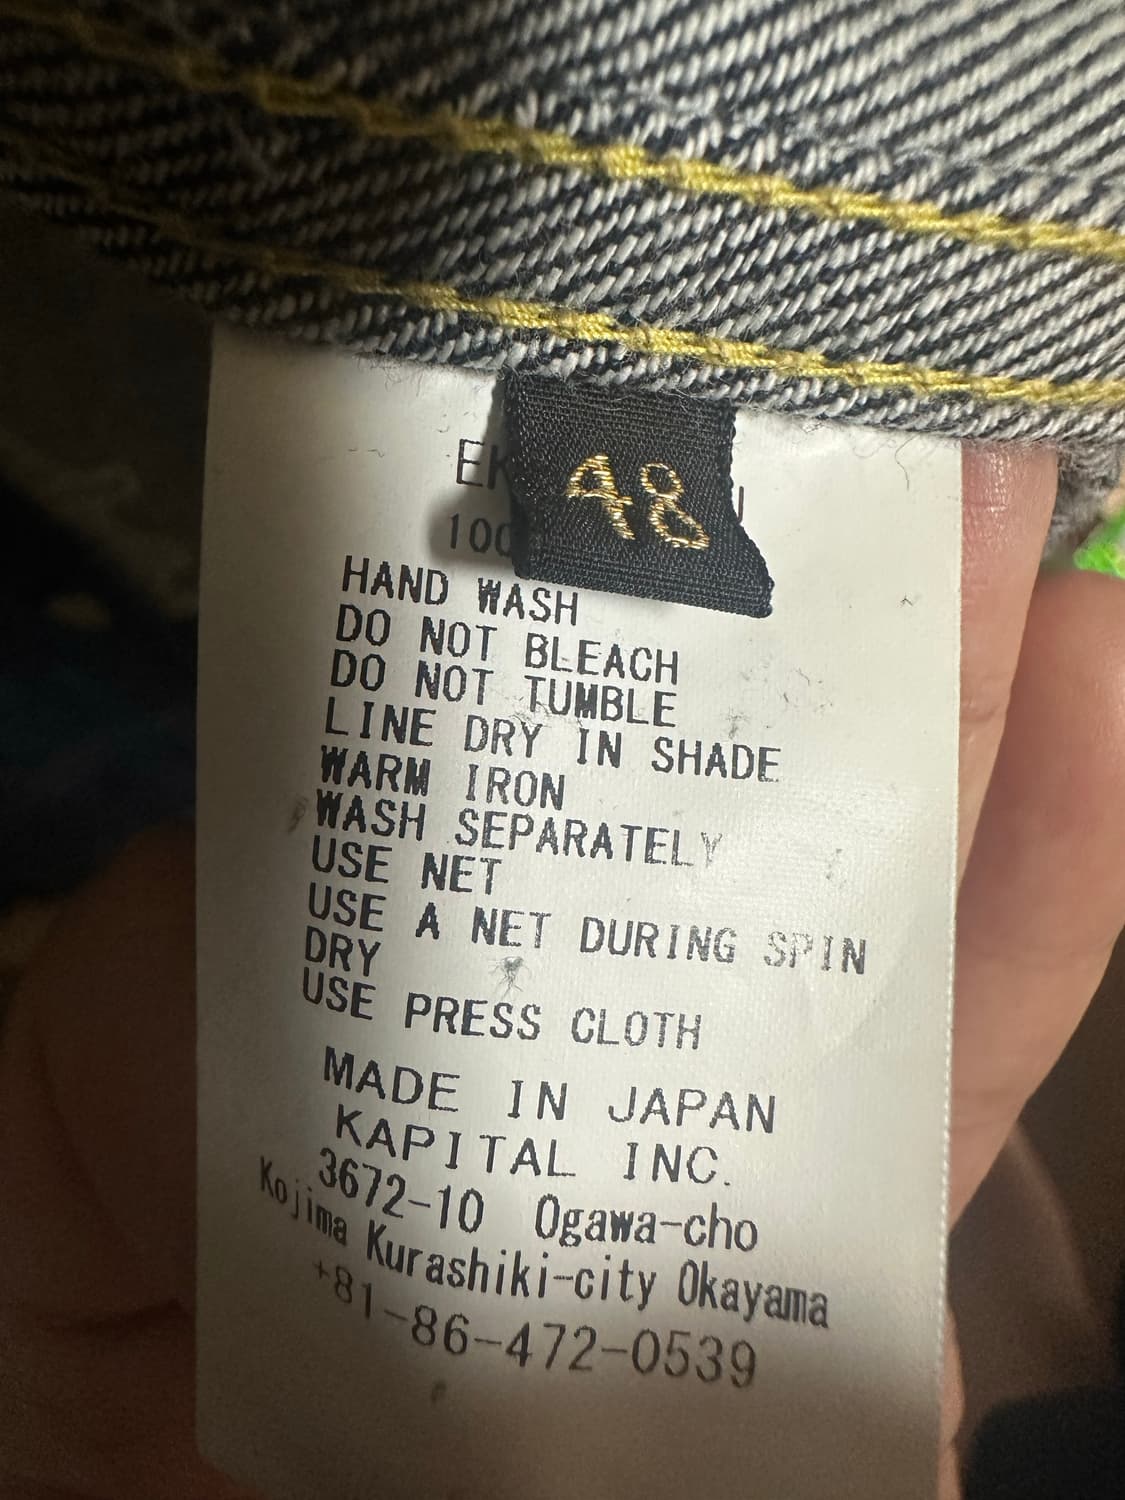 48
HAND WASH
DO NOT BLEACH
DO NOT TUMBLE
LINE DRY IN SHADE
WARM IRON
WASH SEPARATELY
USE NET
USE A NET DURING SPIN
DRY
USE PRESS CLOTH
MADE IN JAPAN
KAPITAL INC.
3672-10 Ogawa-cho
Kojima Kurashiki-city Okayama
+81-86-472-0539